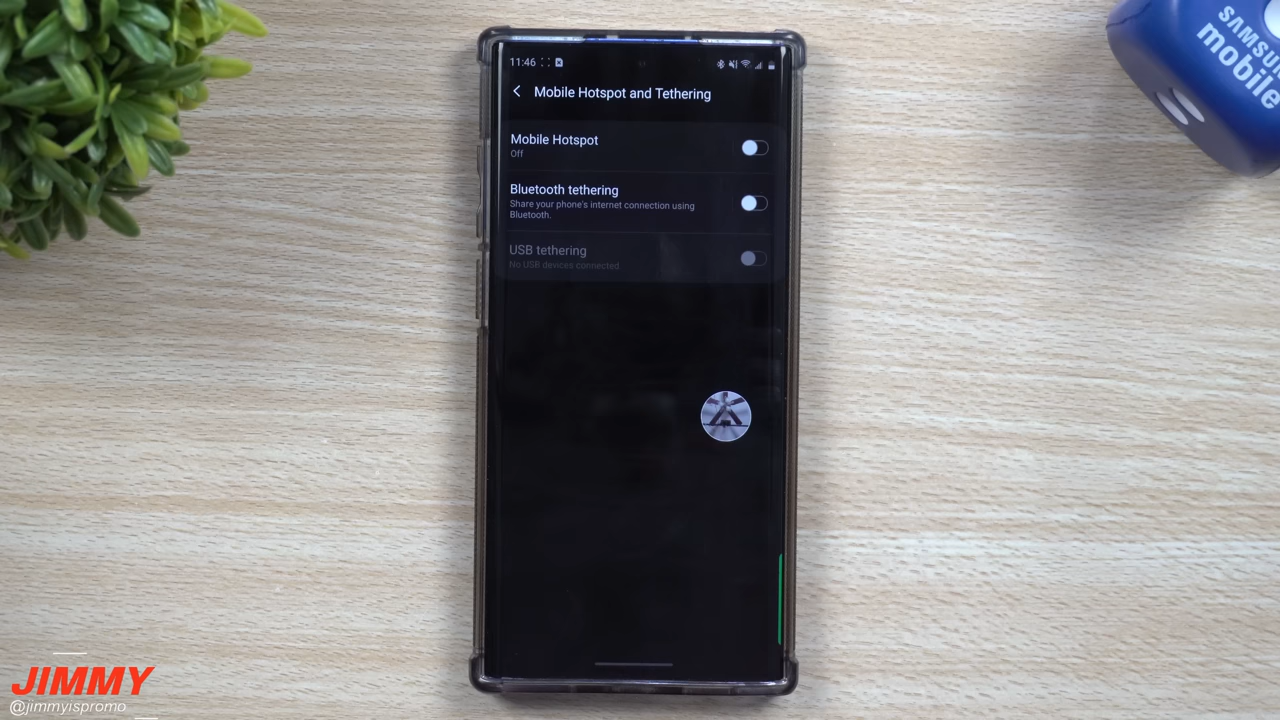 11:46
Mobile Hotspot and Tethering
Mobile Hotspot
Off
Bluetooth tethering
Share your phone's internet connection using
Bluetooth.
USB tethering
No USB devices connected
SAMSUNG
mobile
JIMMY
@jimmyispromo